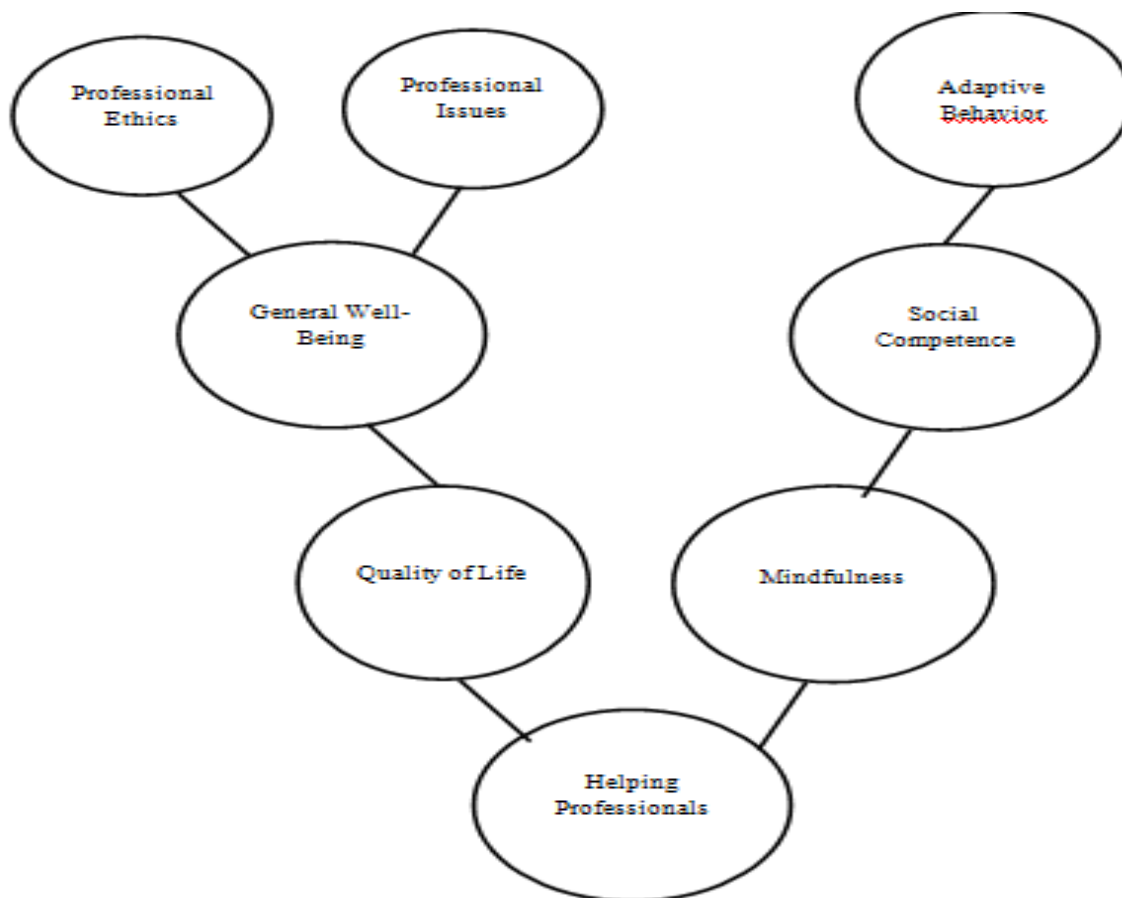 Professional
Ethics
Professional
Issues
Adaptive
Behavior
General Well-
Being
Social
Competence
Quality of Life
Mindfulness
Helping
Professionals